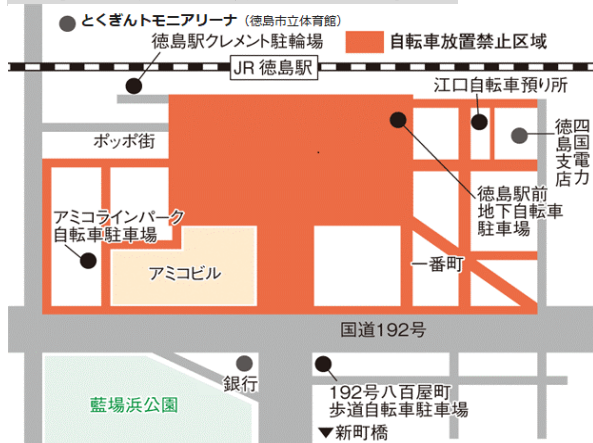 とくぎんトモニアリーナ（徳島市立体育館）
徳島駅クレメント駐輪場
自転車放置禁止区域
JR 徳島駅
江口自転車預り所
ポッポ街
四国電力
徳島支店
徳島駅前
地下自転車
駐車場
アミコラインパーク
自転車駐車場
アミコビル
一番町
国道192号
銀行
192号八百屋町
歩道自転車駐車場
藍場浜公園
▼新町橋